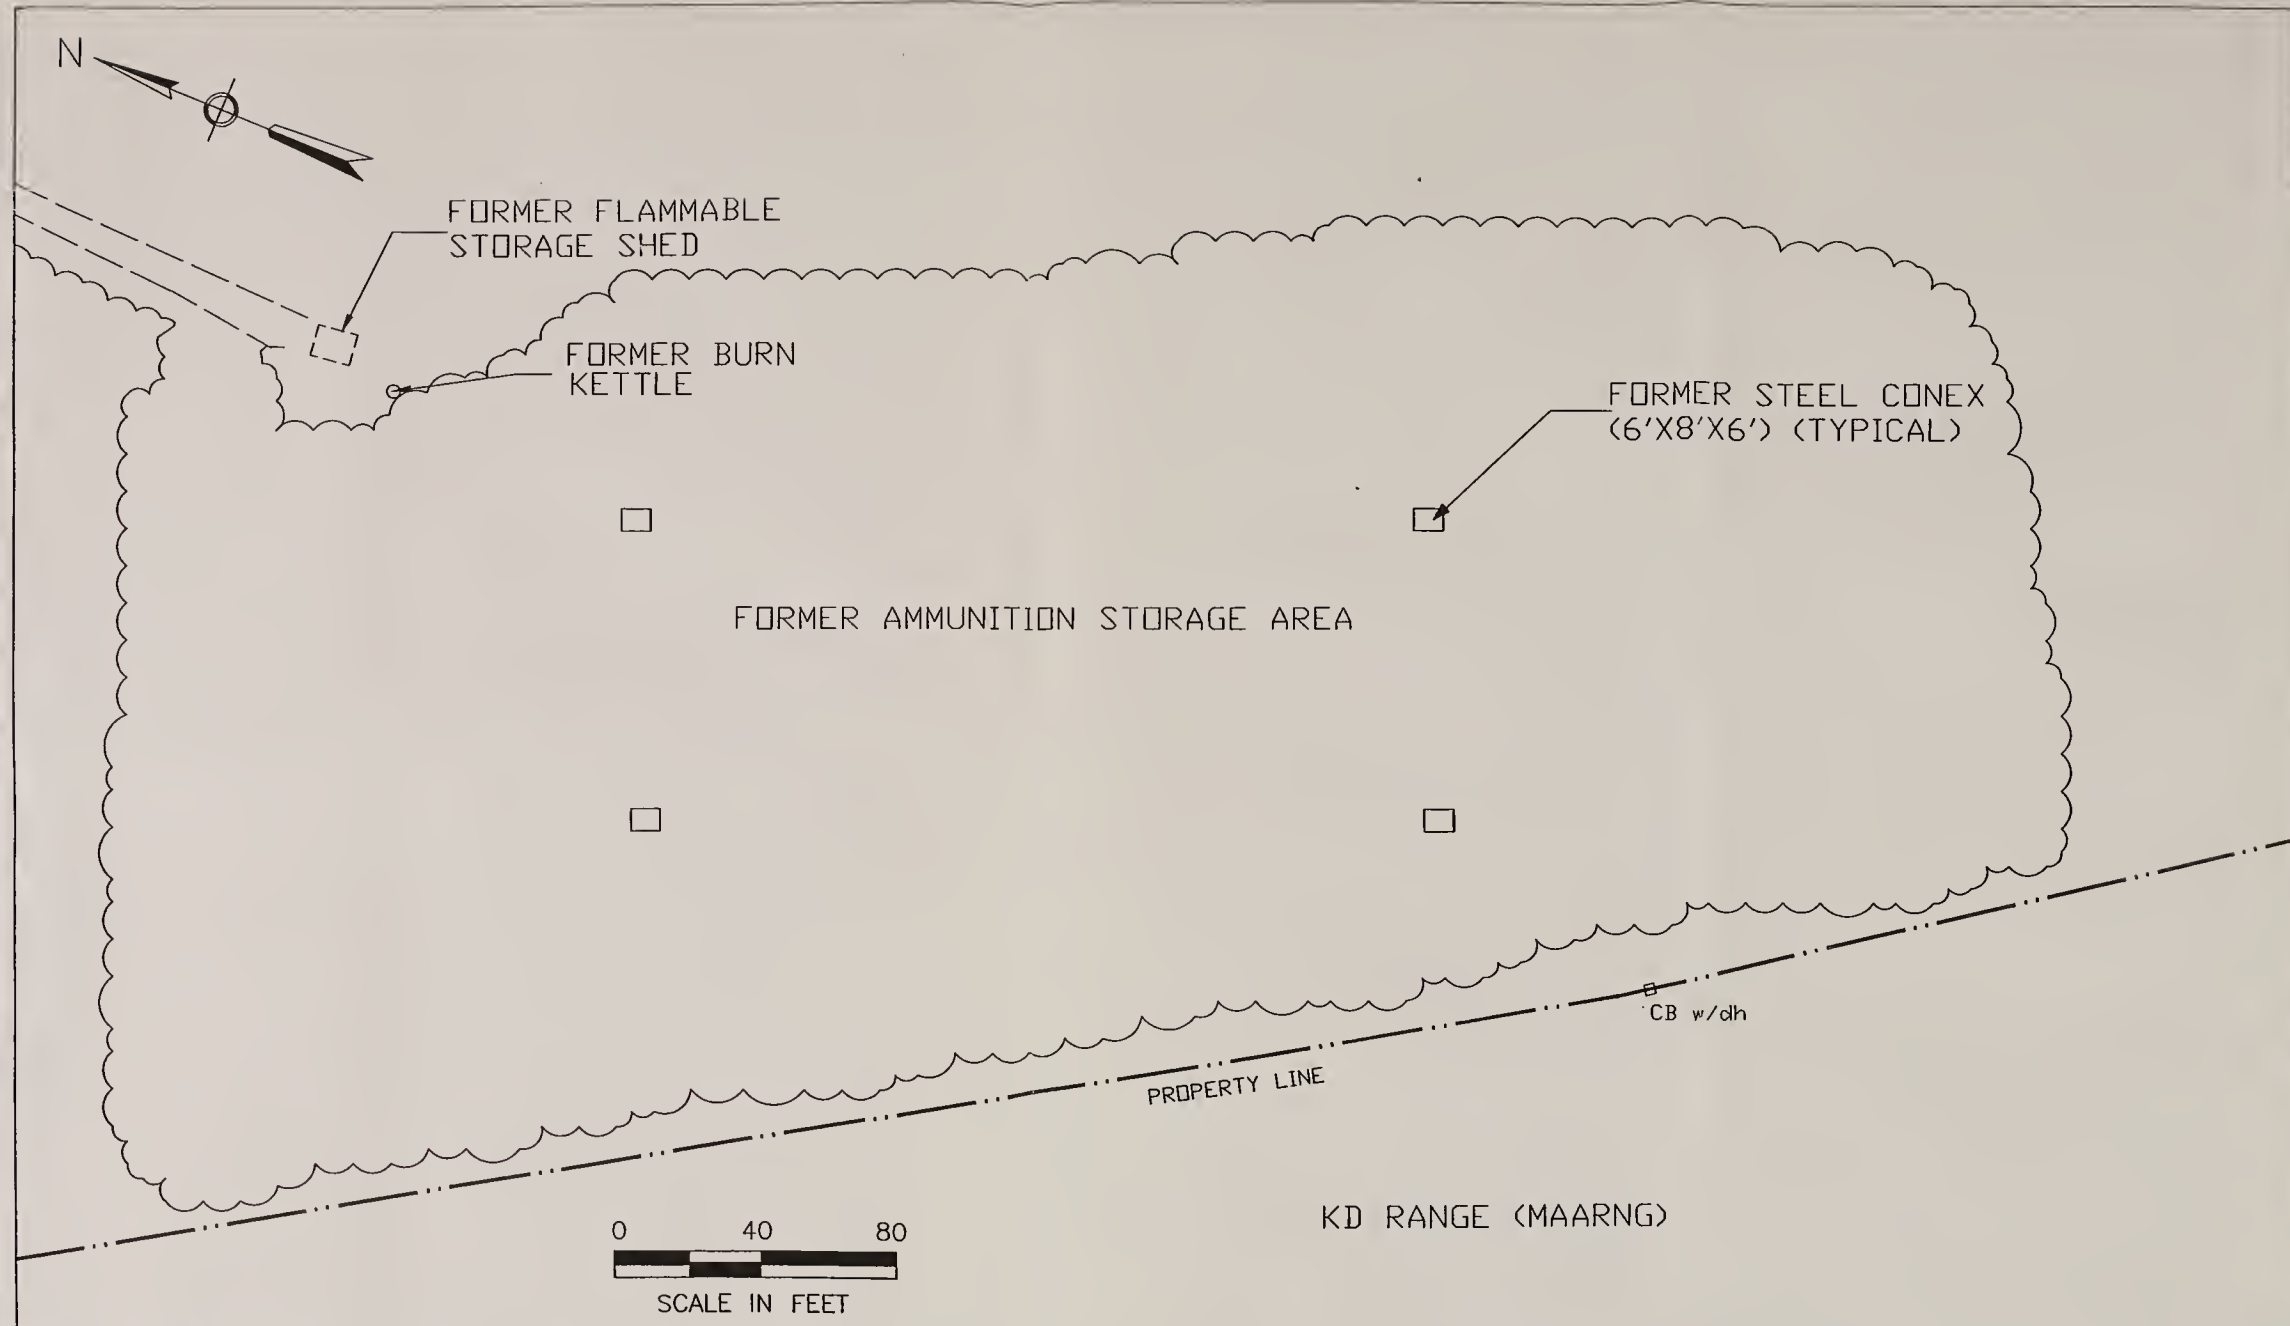 N
FORMER FLAMMABLE
STORAGE SHED
FORMER BURN
KETTLE
FORMER STEEL CONEX
(6'X8'X6') (TYPICAL)
FORMER AMMUNITION STORAGE AREA
CB w/dh
PROPERTY LINE
KD RANGE (MAARNG)
0 40 80
SCALE IN FEET